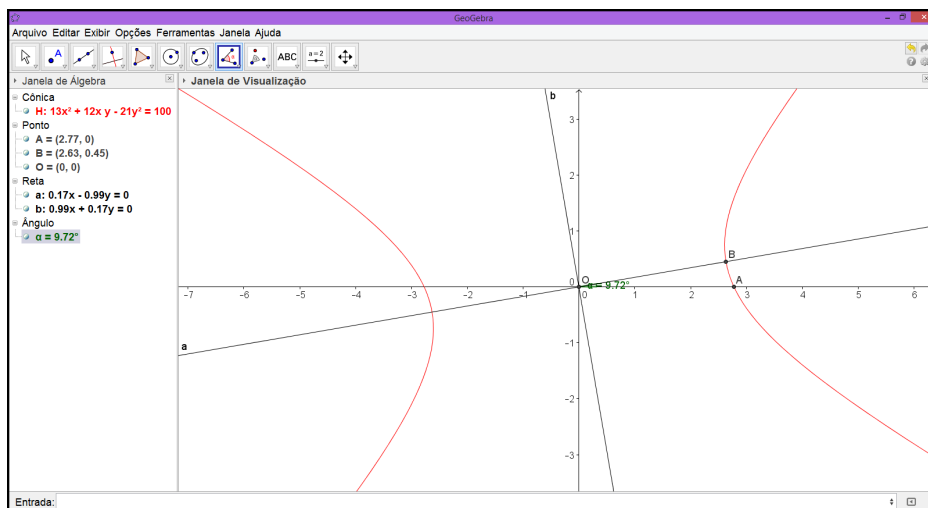 GeoGebra
Arquivo Editar Exibir Opções Ferramentas Janela Ajuda
A
ABC
a = 2
Janela de Álgebra
Janela de Visualização
Cônica
H: 13x² + 12x y - 21y² = 100
Ponto
A = (2.77, 0)
B = (2.63, 0.45)
O = (0, 0)
Reta
a: 0.17x - 0.99y = 0
b: 0.99x + 0.17y = 0
Ângulo
α = 9.72°
b
3
2
1
B
O
A
0
α = 9.72°
-7 -6 -5 -4 -3 -2 -1 0 1 2 3 4 5 6
a
-1
-2
-3
Entrada: